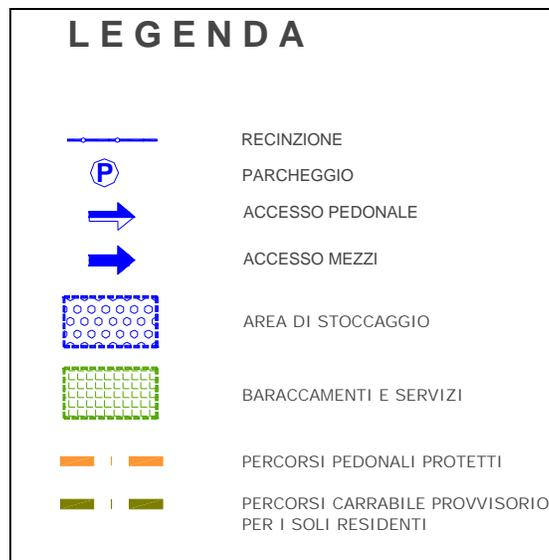 LEGENDA
RECINZIONE
P
PARCHEGGIO
ACCESSO PEDONALE
ACCESSO MEZZI
AREA DI STOCCAGGIO
BARACCAMENTI E SERVIZI
PERCORSI PEDONALI PROTETTI
PERCORSI CARRABILE PROVVISORIO
PER I SOLI RESIDENTI